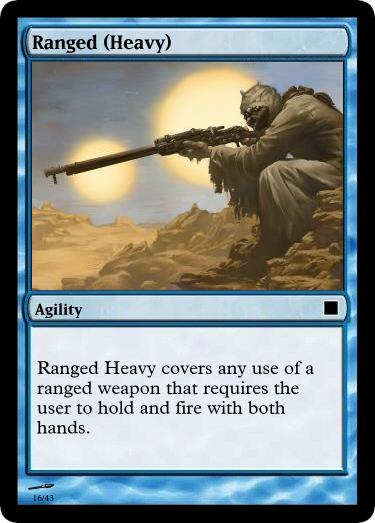 Ranged (Heavy)
Agility
Ranged Heavy covers any use of a
ranged weapon that requires the
user to hold and fire with both
hands.
16/43